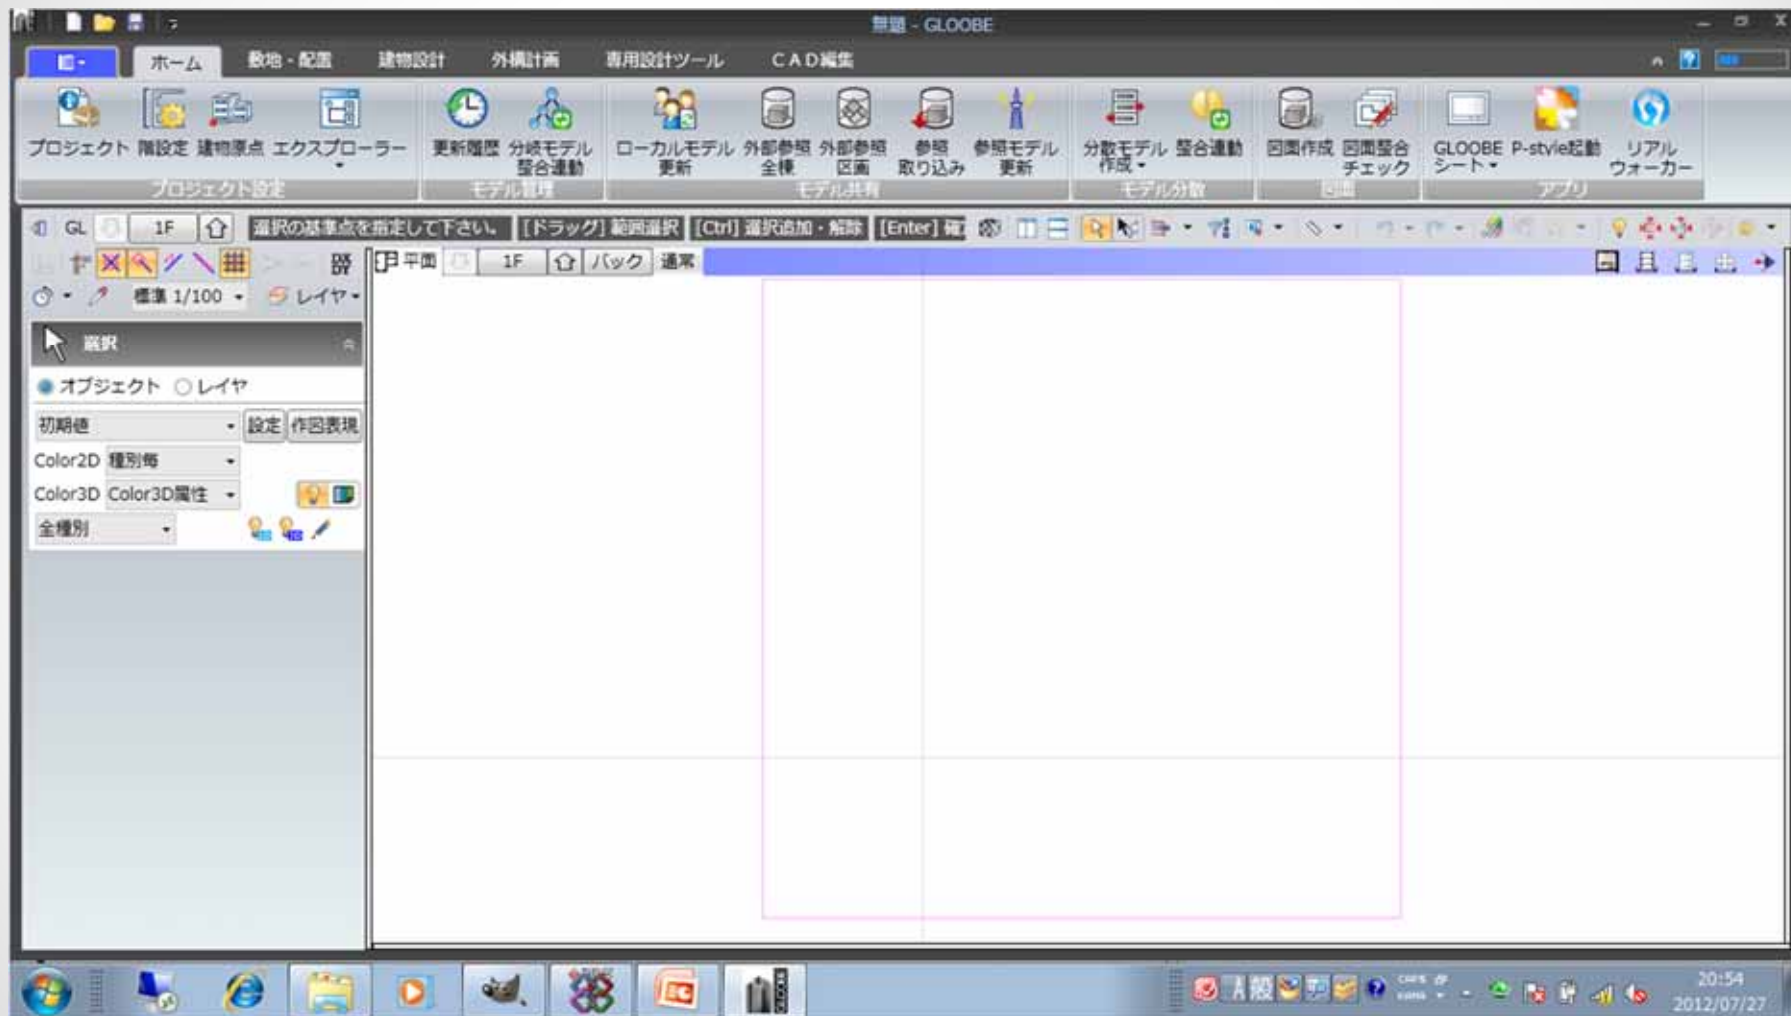 無題 - GLOOBE
ホーム 敷地・配置 建物設計 外構計画 専用設計ツール CAD編集
プロジェクト 階設定 建物原点 エクスプローラー 更新履歴 分岐モデル 整合連動 ローカルモデル 更新 外部参照 全棟 外部参照 区画 参照 取り込み 参照モデル 更新 分散モデル 作成 整合連動 図面作成 図面整合 チェック GLOOBE シート P-style起動 リアル ウォーカー
プロジェクト設定 モデル管理 モデル共有 モデル分散 図面 アプリ
GL 1F 選択の基準点を指定して下さい。 [ドラッグ] 範囲選択 [Ctrl] 選択追加・解除 [Enter] 確
平面 1F バック 通常
標準 1/100 レイヤ
選択
オブジェクト レイヤ
初期値 設定 作図表現
Color2D 種別毎
Color3D Color3D属性
全種別
A 般 CAPS KANA 20:54
2012/07/27